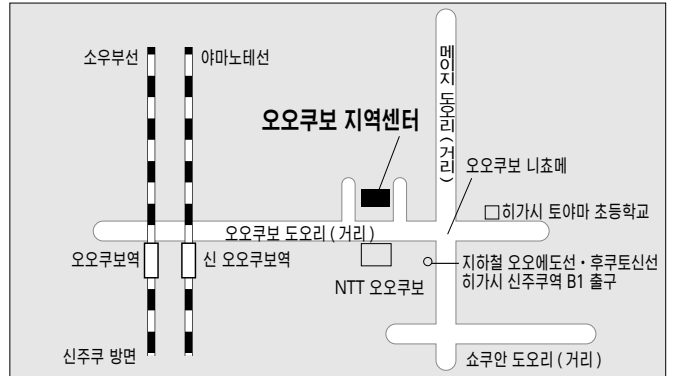 소우부선
야마노테선
메이지 도오리 (거리)
오오쿠보 지역센터
오오쿠보 니쵸메
□히가시 토야마 초등학교
오오쿠보 도오리 (거리)
오오쿠보역
신 오오쿠보역
NTT 오오쿠보
지하철 오오에도선・후쿠토신선
히가시 신주쿠역 B1 출구
신주쿠 방면
쇼쿠안 도오리 (거리)